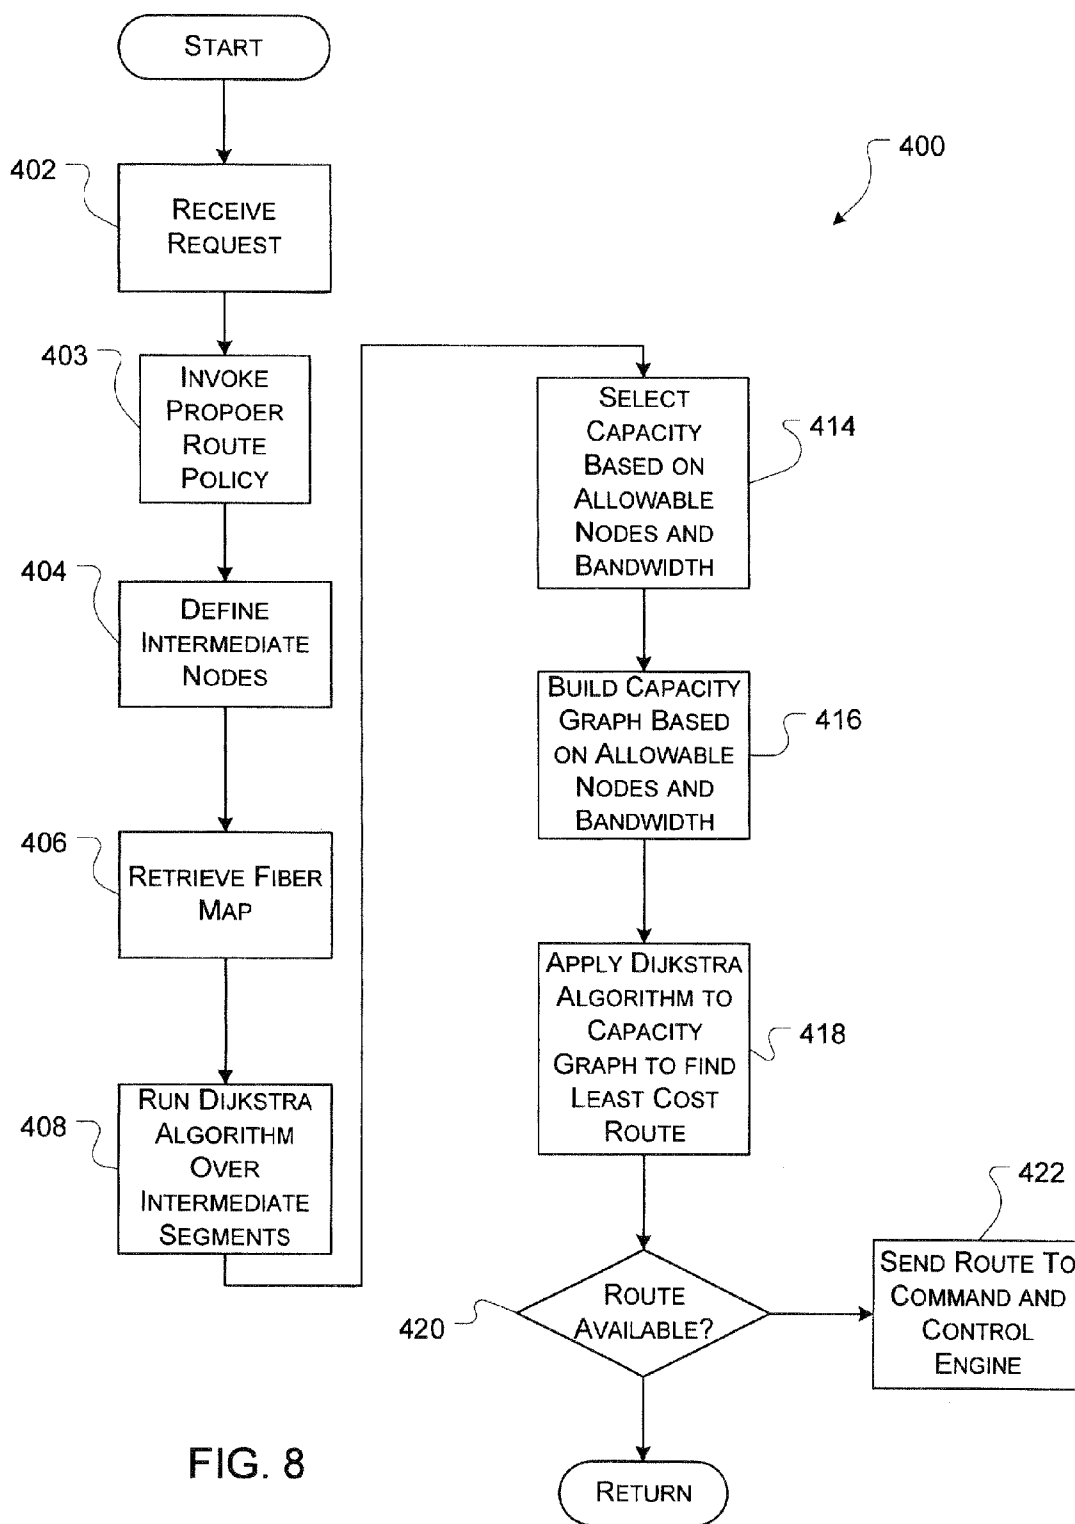 START
402
RECEIVE
REQUEST
403
INVOKE
PROPOER
ROUTE
POLICY
404
DEFINE
INTERMEDIATE
NODES
406
RETRIEVE FIBER
MAP
408
RUN DIJKSTRA
ALGORITHM
OVER
INTERMEDIATE
SEGMENTS
400
SELECT
CAPACITY
BASED ON
ALLOWABLE
NODES AND
BANDWIDTH
414
BUILD CAPACITY
GRAPH BASED
ON ALLOWABLE
NODES AND
BANDWIDTH
416
APPLY DIJKSTRA
ALGORITHM TO
CAPACITY
GRAPH TO FIND
LEAST COST
ROUTE
418
ROUTE
AVAILABLE?
420
422
SEND ROUTE TO
COMMAND AND
CONTROL
ENGINE
RETURN
FIG. 8